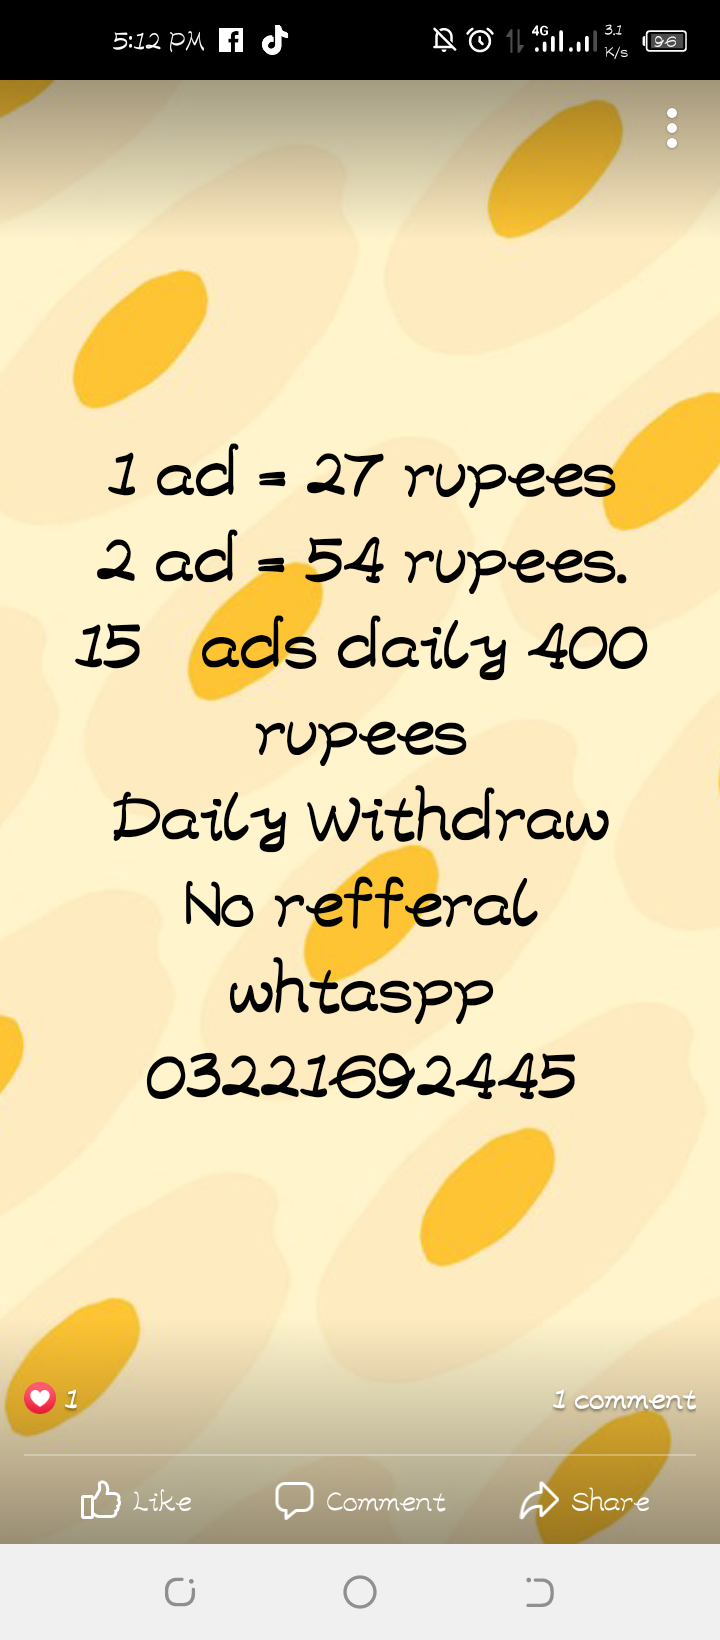 5:12 PM
4G
3.1
K/s
96
1 ad = 27 rupees
2 ad = 54 rupees.
15 ads daily 400
rupees
Daily Withdraw
No refferal
whtaspp
03221692445
1
1 comment
Like
Comment
Share